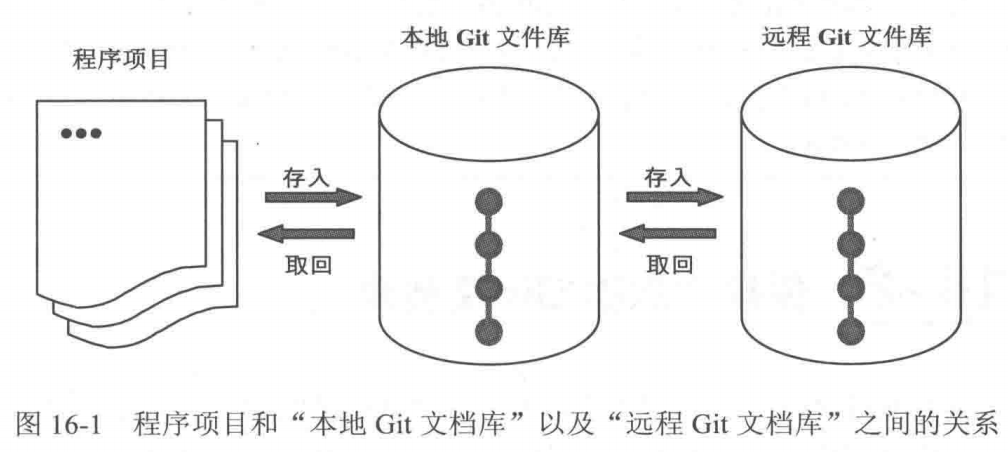 程序项目
本地 Git 文件库
远程 Git 文件库
存入
取回
存入
取回
图 16-1 程序项目和“本地 Git 文档库”以及“远程 Git 文档库”之间的关系